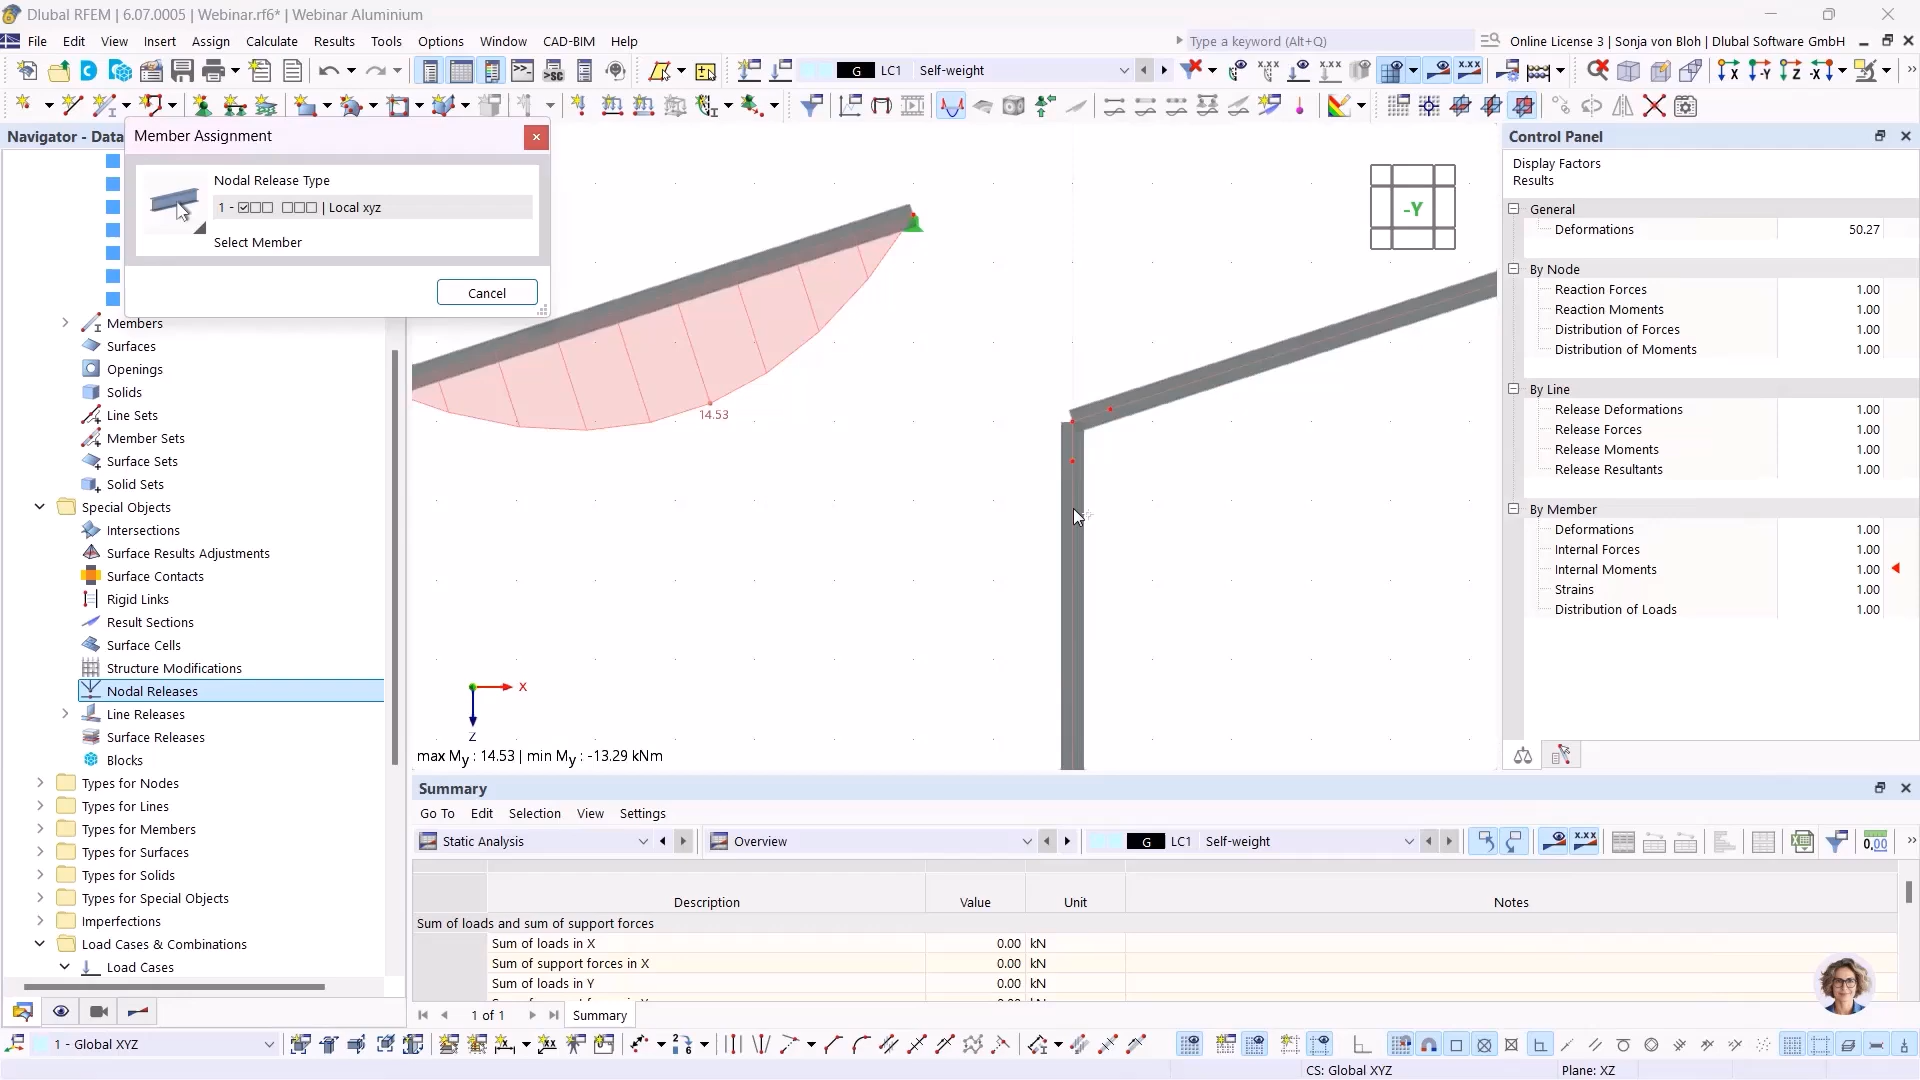 Dlubal RFEM | 6.07.0005 | Webinar.rf6* | Webinar Aluminium
File Edit View Insert Assign Calculate Results Tools Options Window CAD-BIM Help
Type a keyword (Alt+Q)
Online License 3 | Sonja von Bloh | Dlubal Software GmbH
G LC1 Self-weight
Navigator - Data
Member Assignment
Nodal Release Type
1 - | Local xyz
Select Member
Cancel
Members
Surfaces
Openings
Solids
Line Sets
Member Sets
Surface Sets
Solid Sets
Special Objects
Intersections
Surface Results Adjustments
Surface Contacts
Rigid Links
Result Sections
Surface Cells
Structure Modifications
Nodal Releases
Line Releases
Surface Releases
Blocks
Types for Nodes
Types for Lines
Types for Members
Types for Surfaces
Types for Solids
Types for Special Objects
Imperfections
Load Cases & Combinations
Load Cases
14.53
-Y
X
Z
max My : 14.53 | min My : -13.29 kNm
Control Panel
Display Factors
Results
General
Deformations 50.27
By Node
Reaction Forces 1.00
Reaction Moments 1.00
Distribution of Forces 1.00
Distribution of Moments 1.00
By Line
Release Deformations 1.00
Release Forces 1.00
Release Moments 1.00
Release Resultants 1.00
By Member
Deformations 1.00
Internal Forces 1.00
Internal Moments 1.00
Strains 1.00
Distribution of Loads 1.00
Summary
Go To Edit Selection View Settings
Static Analysis Overview G LC1 Self-weight
Description Value Unit Notes
Sum of loads and sum of support forces
Sum of loads in X 0.00 kN
Sum of support forces in X 0.00 kN
Sum of loads in Y 0.00 kN
1 of 1 Summary
1 - Global XYZ
CS: Global XYZ Plane: XZ